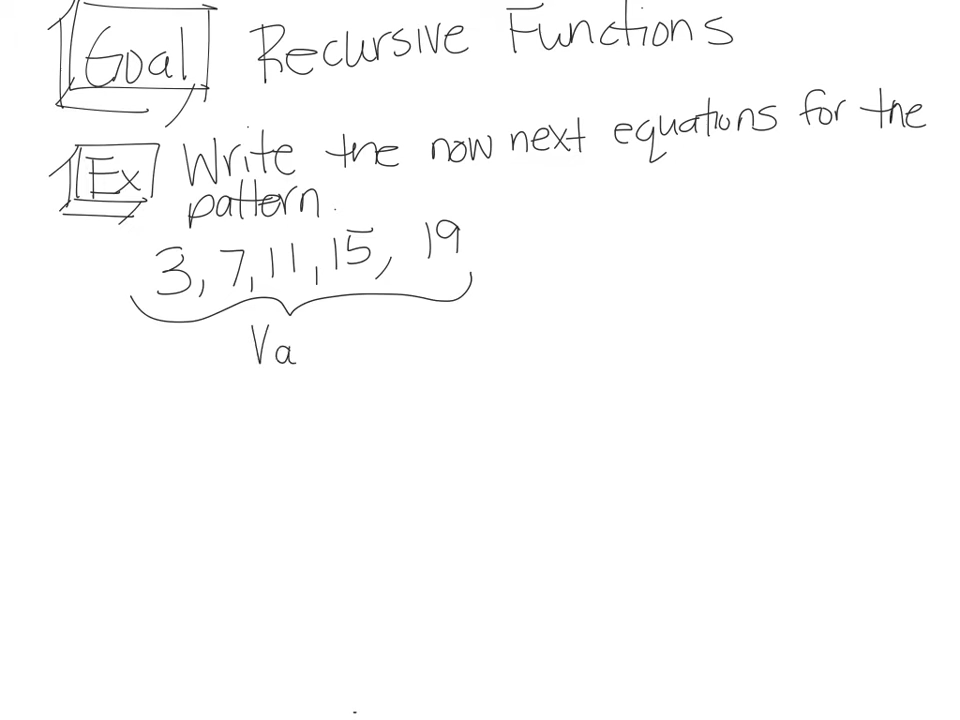 Goal Recursive Functions
Ex Write the now next equations for the
pattern.
3, 7, 11, 15, 19
Va